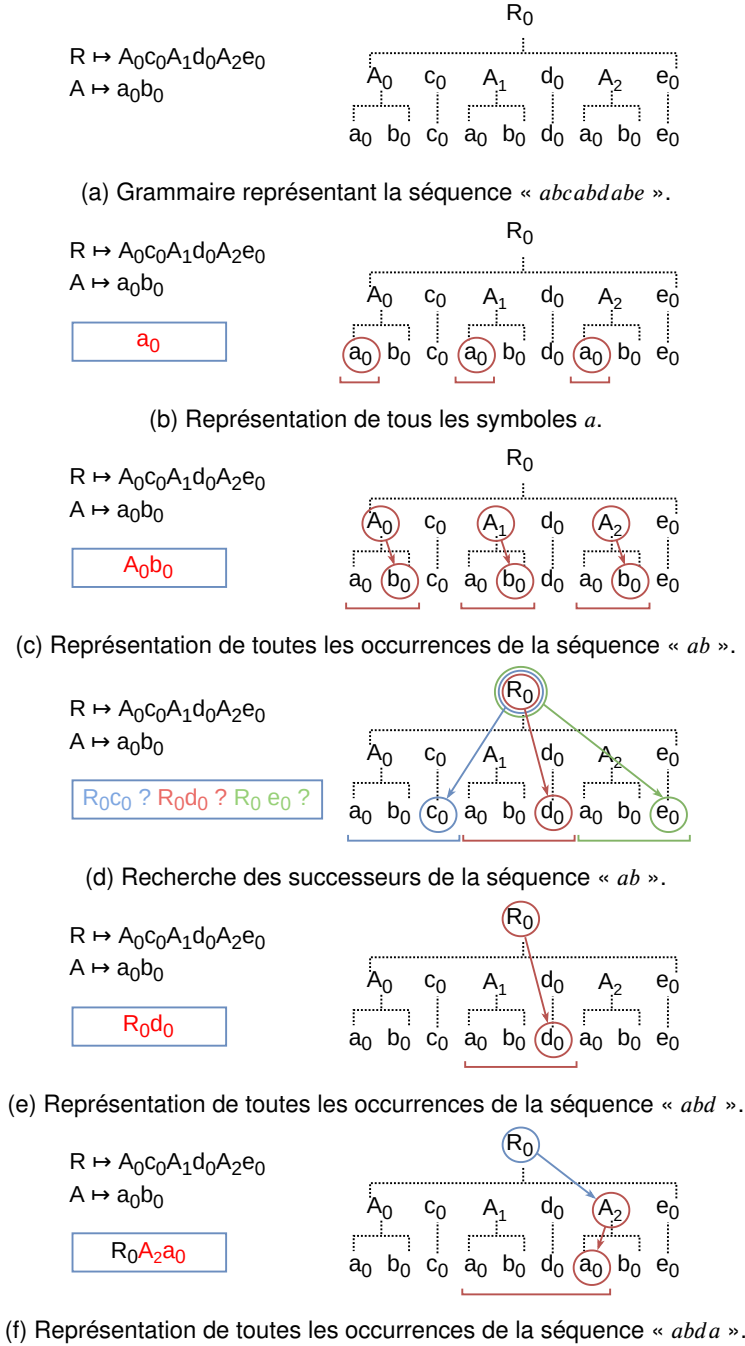 R₀
R ↦ A₀c₀A₁d₀A₂e₀
A ↦ a₀b₀
A₀ c₀ A₁ d₀ A₂ e₀
a₀ b₀ c₀ a₀ b₀ d₀ a₀ b₀ e₀
(a) Grammaire représentant la séquence « abcabdabe ».
R₀
R ↦ A₀c₀A₁d₀A₂e₀
A ↦ a₀b₀
A₀ c₀ A₁ d₀ A₂ e₀
a₀
a₀ b₀ c₀ a₀ b₀ d₀ a₀ b₀ e₀
(b) Représentation de tous les symboles a.
R₀
R ↦ A₀c₀A₁d₀A₂e₀
A ↦ a₀b₀
A₀ c₀ A₁ d₀ A₂ e₀
A₀b₀
a₀ b₀ c₀ a₀ b₀ d₀ a₀ b₀ e₀
(c) Représentation de toutes les occurrences de la séquence « ab ».
R₀
R ↦ A₀c₀A₁d₀A₂e₀
A ↦ a₀b₀
A₀ c₀ A₁ d₀ A₂ e₀
R₀c₀ ? R₀d₀ ? R₀ e₀ ?
a₀ b₀ c₀ a₀ b₀ d₀ a₀ b₀ e₀
(d) Recherche des successeurs de la séquence « ab ».
R₀
R ↦ A₀c₀A₁d₀A₂e₀
A ↦ a₀b₀
A₀ c₀ A₁ d₀ A₂ e₀
R₀d₀
a₀ b₀ c₀ a₀ b₀ d₀ a₀ b₀ e₀
(e) Représentation de toutes les occurrences de la séquence « abd ».
R₀
R ↦ A₀c₀A₁d₀A₂e₀
A ↦ a₀b₀
A₀ c₀ A₁ d₀ A₂ e₀
R₀A₂a₀
a₀ b₀ c₀ a₀ b₀ d₀ a₀ b₀ e₀
(f) Représentation de toutes les occurrences de la séquence « abda ».